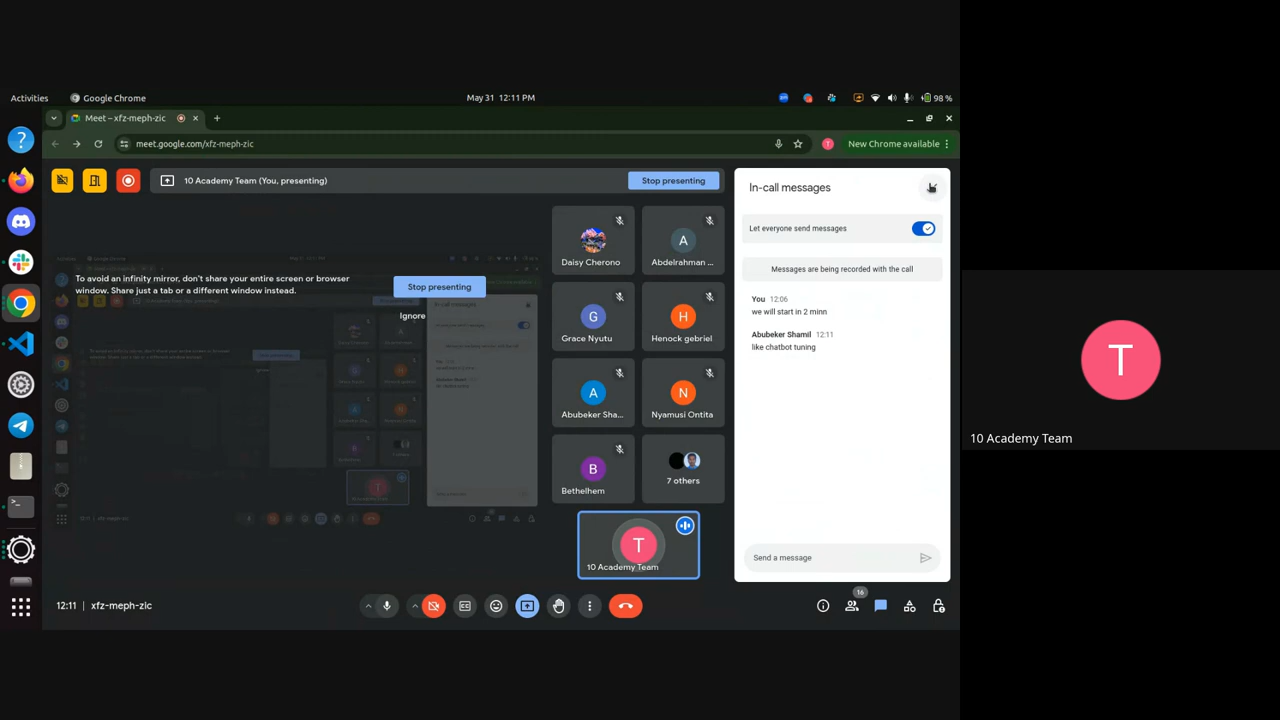 Activities
Google Chrome
May 31 12:11 PM
98 %
Meet – xfz-meph-zic
meet.google.com/xfz-meph-zic
New Chrome available
10 Academy Team (You, presenting)
Stop presenting
To avoid an infinity mirror, don't share your entire screen or browser
window. Share just a tab or a different window instead.
Stop presenting
Ignore
Daisy Cherono
A
Abdelrahman ...
G
Grace Nyutu
H
Henock gebriel
A
Abubeker Sha...
N
Nyamusi Ontita
B
Bethelhem
7 others
T
10 Academy Team
In-call messages
Let everyone send messages
Messages are being recorded with the call
You 12:06
we will start in 2 minn
Abubeker Shamil 12:11
like chatbot tuning
Send a message
12:11 | xfz-meph-zic
16
T
10 Academy Team